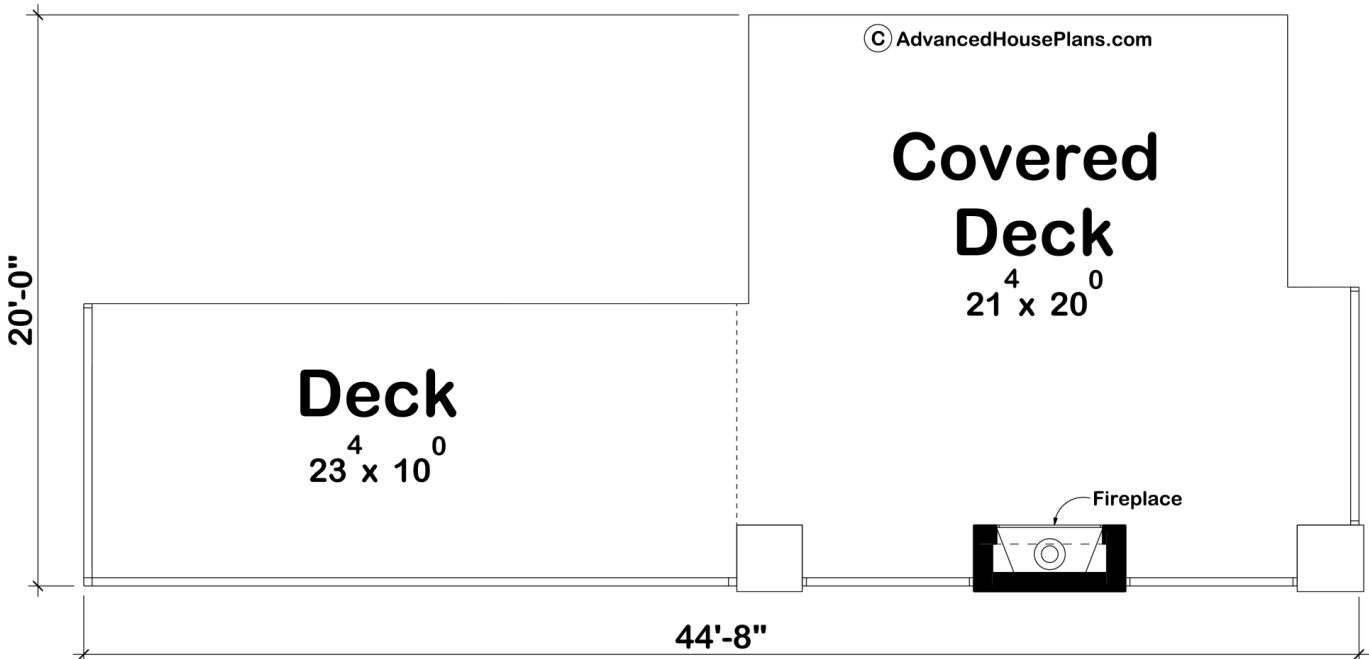 © AdvancedHousePlans.com
Covered
Deck
21⁴ x 20⁰
20'-0"
Deck
23⁴ x 10⁰
Fireplace
44'-8"